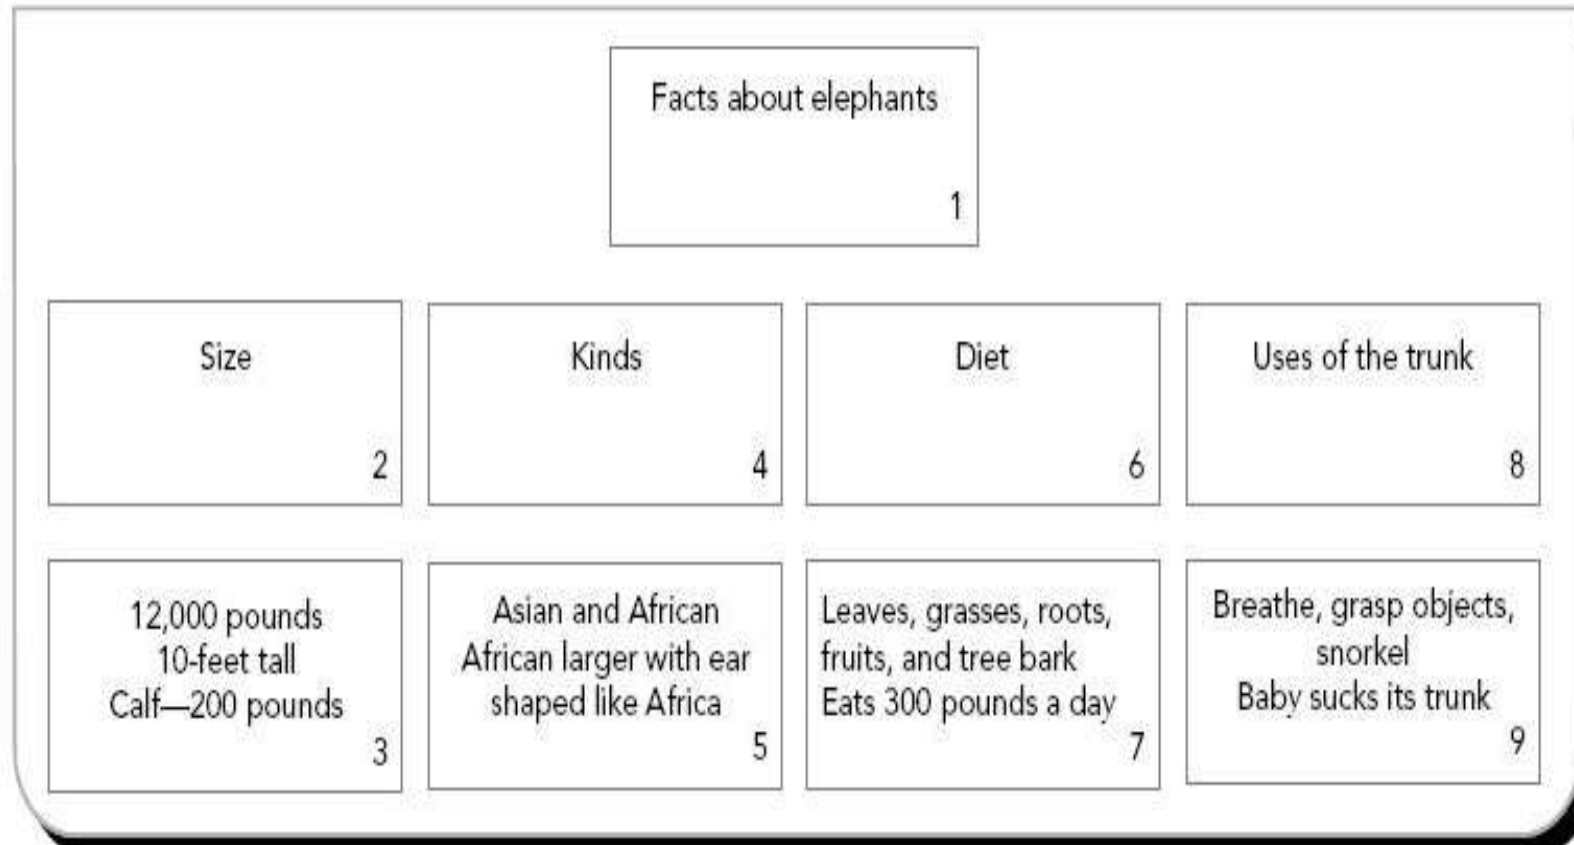 Facts about elephants
1
Size
2
Kinds
4
Diet
6
Uses of the trunk
8
12,000 pounds
10-feet tall
Calf—200 pounds
3
Asian and African
African larger with ear
shaped like Africa
5
Leaves, grasses, roots,
fruits, and tree bark
Eats 300 pounds a day
7
Breathe, grasp objects,
snorkel
Baby sucks its trunk
9